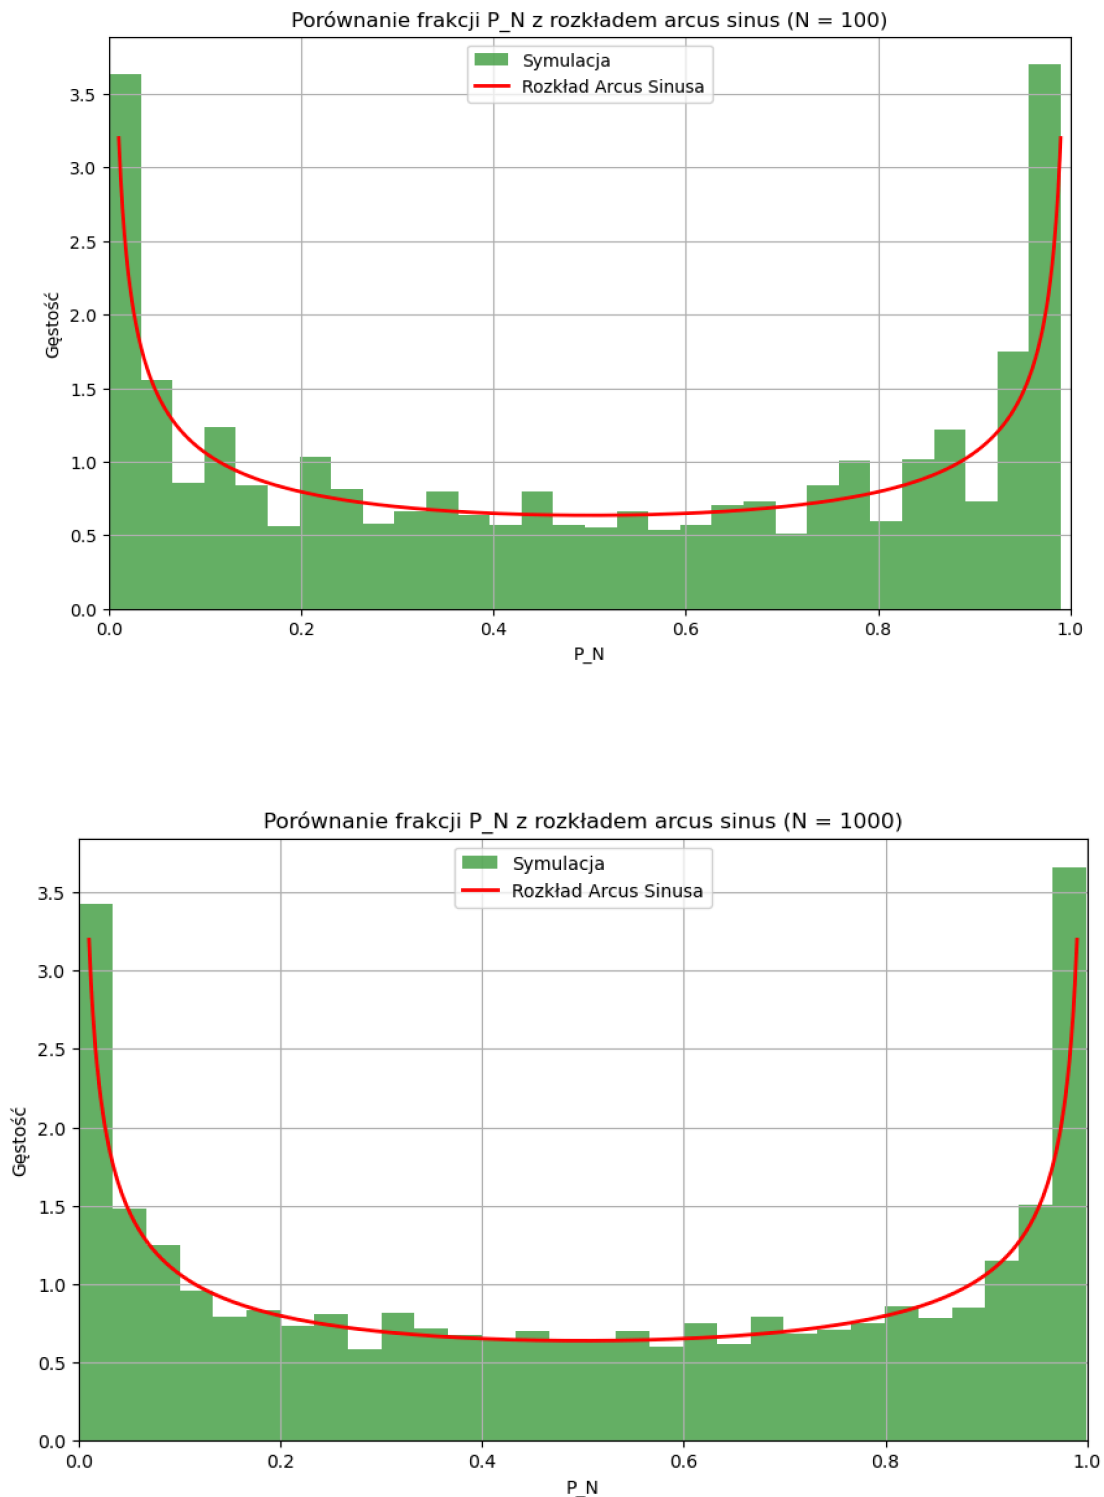 Porównanie frakcji P_N z rozkładem arcus sinus (N = 100)
Symulacja
Rozkład Arcus Sinusa
3.5
3.0
2.5
2.0
1.5
1.0
0.5
0.0
Gęstość
0.0 0.2 0.4 0.6 0.8 1.0
P_N
Porównanie frakcji P_N z rozkładem arcus sinus (N = 1000)
Symulacja
Rozkład Arcus Sinusa
3.5
3.0
2.5
2.0
1.5
1.0
0.5
0.0
Gęstość
0.0 0.2 0.4 0.6 0.8 1.0
P_N